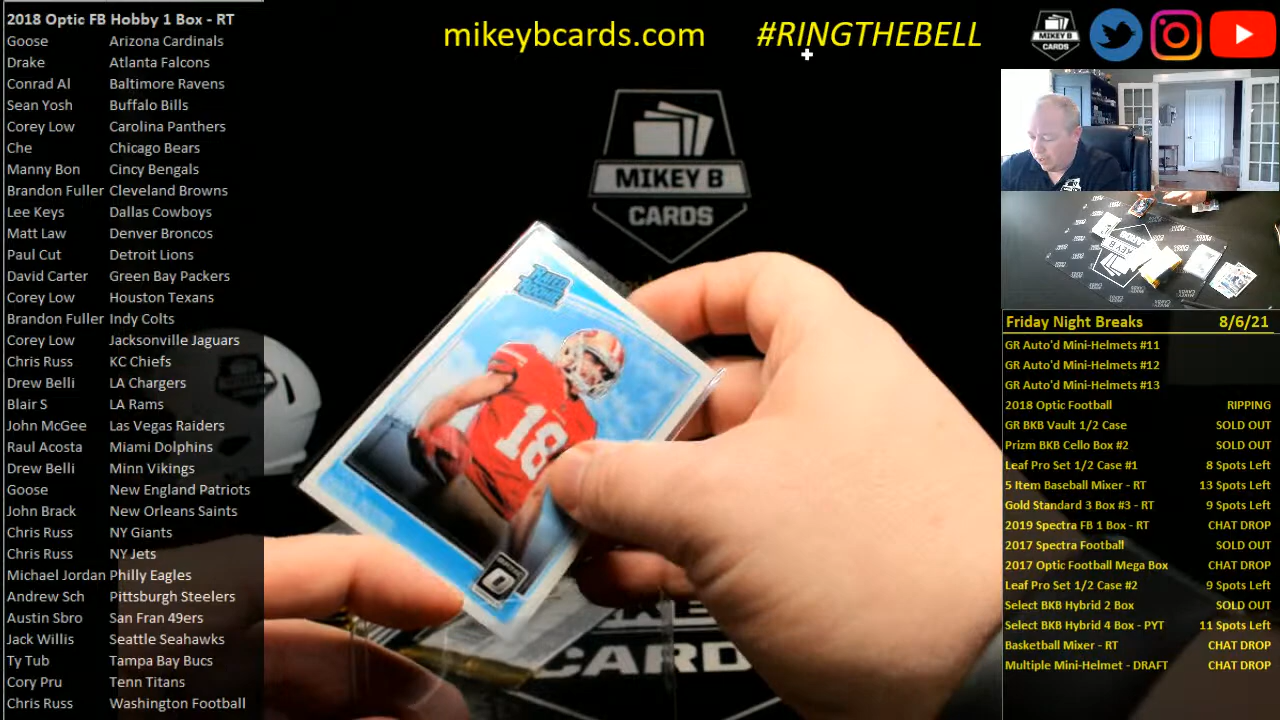 2018 Optic FB Hobby 1 Box - RT
Goose Arizona Cardinals
Drake Atlanta Falcons
Conrad Al Baltimore Ravens
Sean Yosh Buffalo Bills
Corey Low Carolina Panthers
Che Chicago Bears
Manny Bon Cincy Bengals
Brandon Fuller Cleveland Browns
Lee Keys Dallas Cowboys
Matt Law Denver Broncos
Paul Cut Detroit Lions
David Carter Green Bay Packers
Corey Low Houston Texans
Brandon Fuller Indy Colts
Corey Low Jacksonville Jaguars
Chris Russ KC Chiefs
Drew Belli LA Chargers
Blair S LA Rams
John McGee Las Vegas Raiders
Raul Acosta Miami Dolphins
Drew Belli Minn Vikings
Goose New England Patriots
John Brack New Orleans Saints
Chris Russ NY Giants
Chris Russ NY Jets
Michael Jordan Philly Eagles
Andrew Sch Pittsburgh Steelers
Austin Sbro San Fran 49ers
Jack Willis Seattle Seahawks
Ty Tub Tampa Bay Bucs
Cory Pru Tenn Titans
Chris Russ Washington Football
mikeybcards.com #RINGTHEBELL
MIKEY B
CARDS
MIKEY B
CARDS
RATED
ROOKIE
18
O
CARD
Friday Night Breaks 8/6/21
GR Auto'd Mini-Helmets #11
GR Auto'd Mini-Helmets #12
GR Auto'd Mini-Helmets #13
2018 Optic Football RIPPING
GR BKB Vault 1/2 Case SOLD OUT
Prizm BKB Cello Box #2 SOLD OUT
Leaf Pro Set 1/2 Case #1 8 Spots Left
5 Item Baseball Mixer - RT 13 Spots Left
Gold Standard 3 Box #3 - RT 9 Spots Left
2019 Spectra FB 1 Box - RT CHAT DROP
2017 Spectra Football SOLD OUT
2017 Optic Football Mega Box CHAT DROP
Leaf Pro Set 1/2 Case #2 9 Spots Left
Select BKB Hybrid 2 Box SOLD OUT
Select BKB Hybrid 4 Box - PYT 11 Spots Left
Basketball Mixer - RT CHAT DROP
Multiple Mini-Helmet - DRAFT CHAT DROP